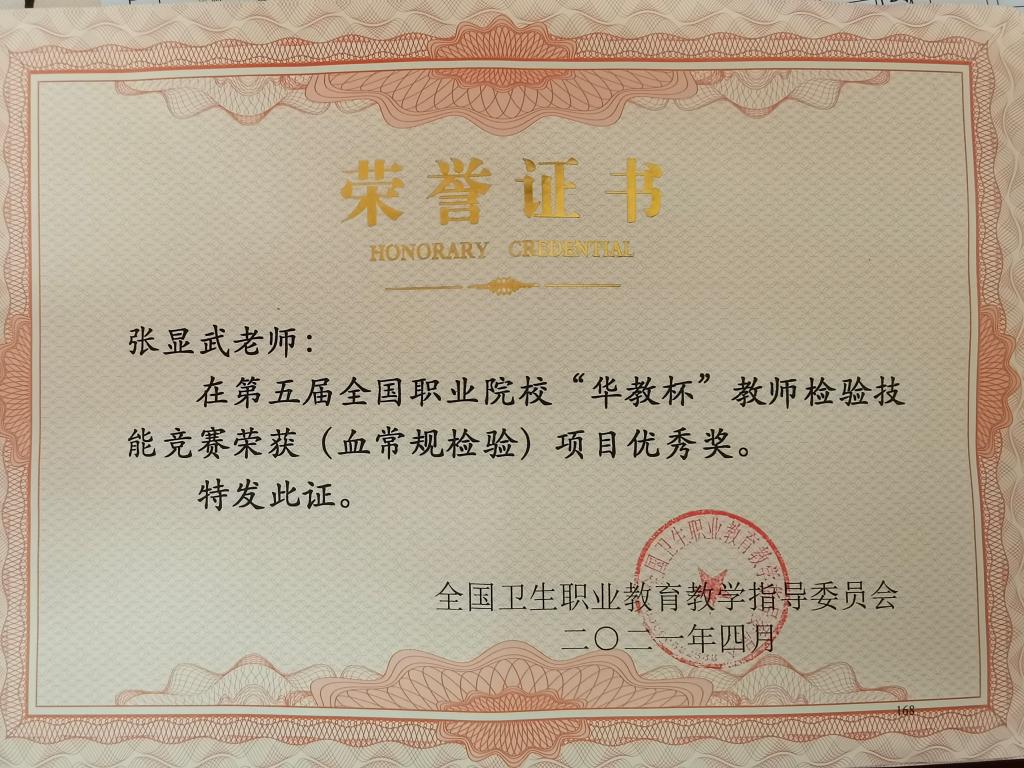 荣誉证书
HONORARY CREDENTIAL
张显武老师：
在第五届全国职业院校“华教杯”教师检验技
能竞赛荣获（血常规检验）项目优秀奖。
特发此证。
全国卫生职业教育教学指导委员会
二〇二一年四月
168